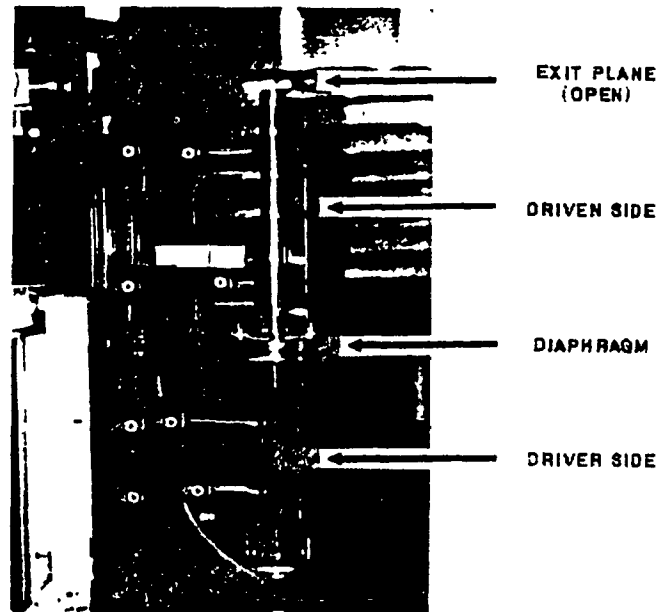 EXIT PLANE
(OPEN)
DRIVEN SIDE
DIAPHRAGM
DRIVER SIDE